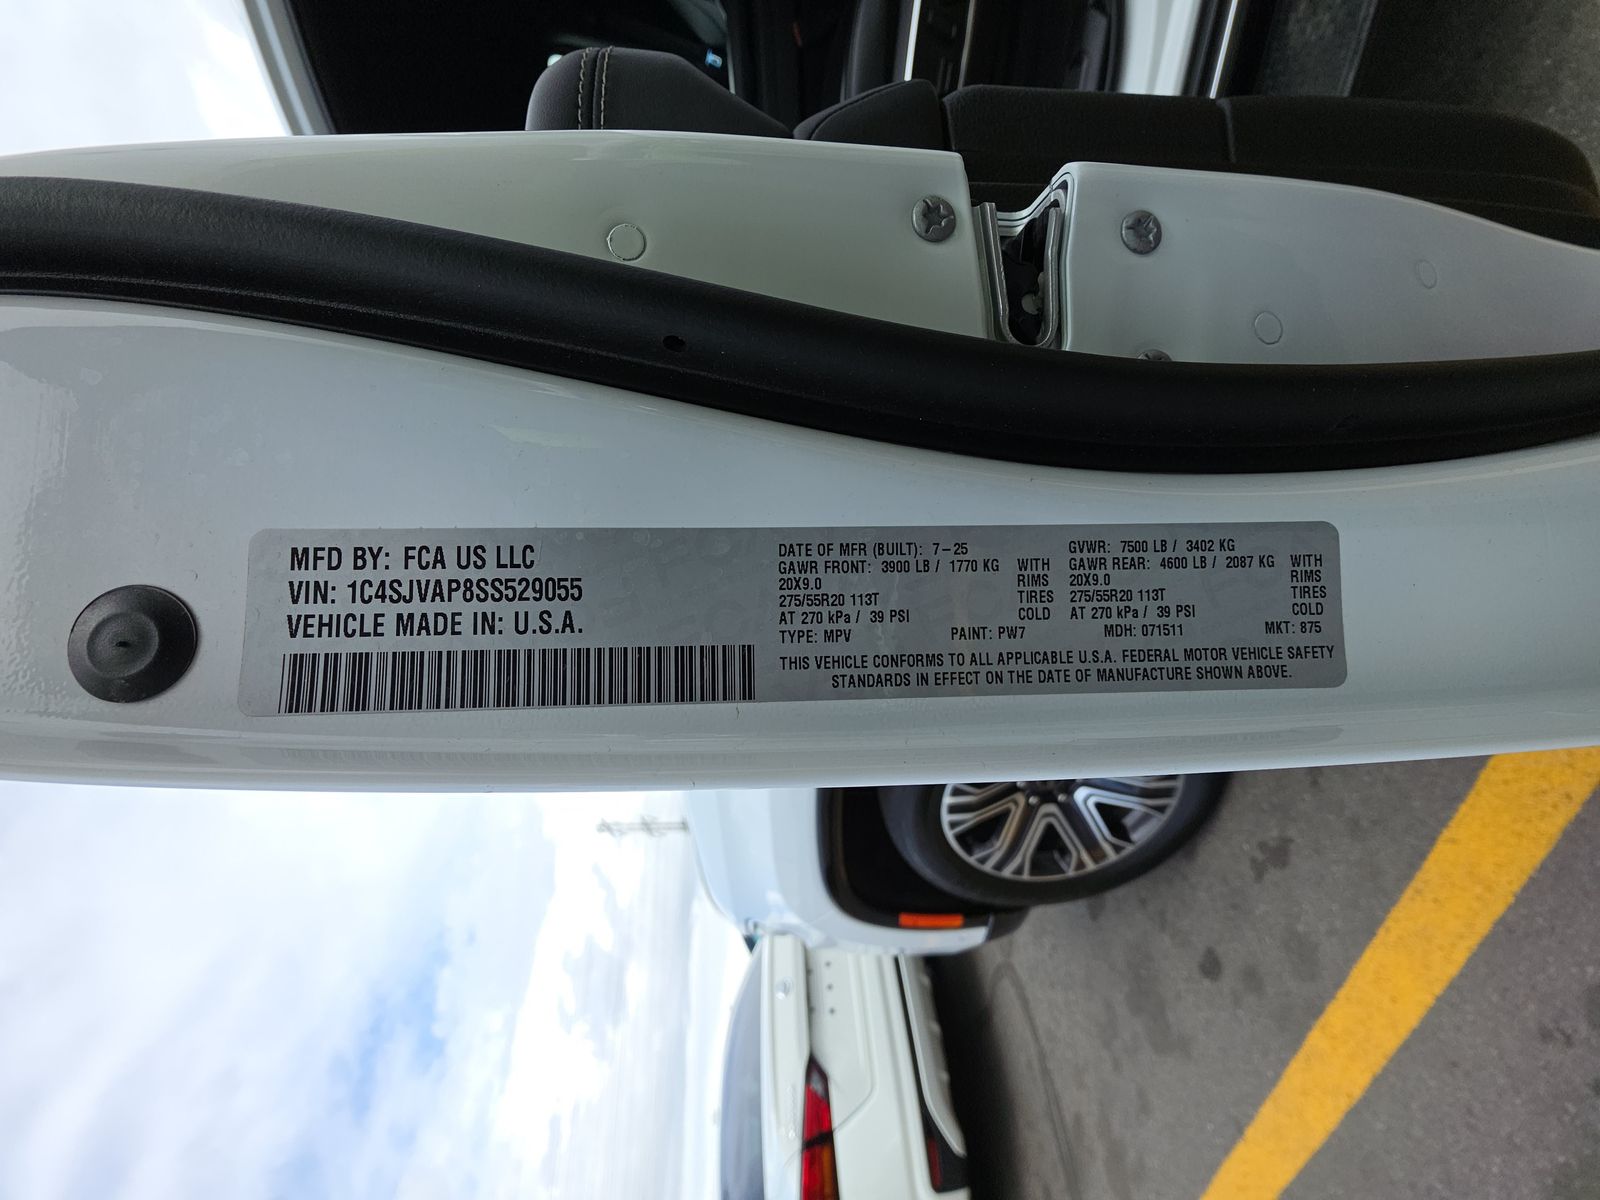 MFD BY: FCA US LLC
VIN: 1C4SJVAP8SS529055
VEHICLE MADE IN: U.S.A.
DATE OF MFR (BUILT): 7-25
GAWR FRONT: 3900 LB / 1770 KG WITH
20X9.0 RIMS
275/55R20 113T TIRES
AT 270 kPa / 39 PSI COLD
GVWR: 7500 LB / 3402 KG
GAWR REAR: 4600 LB / 2087 KG WITH
20X9.0 RIMS
275/55R20 113T TIRES
AT 270 kPa / 39 PSI COLD
TYPE: MPV PAINT: PW7 MDH: 071511 MKT: 875
THIS VEHICLE CONFORMS TO ALL APPLICABLE U.S.A. FEDERAL MOTOR VEHICLE SAFETY
STANDARDS IN EFFECT ON THE DATE OF MANUFACTURE SHOWN ABOVE.